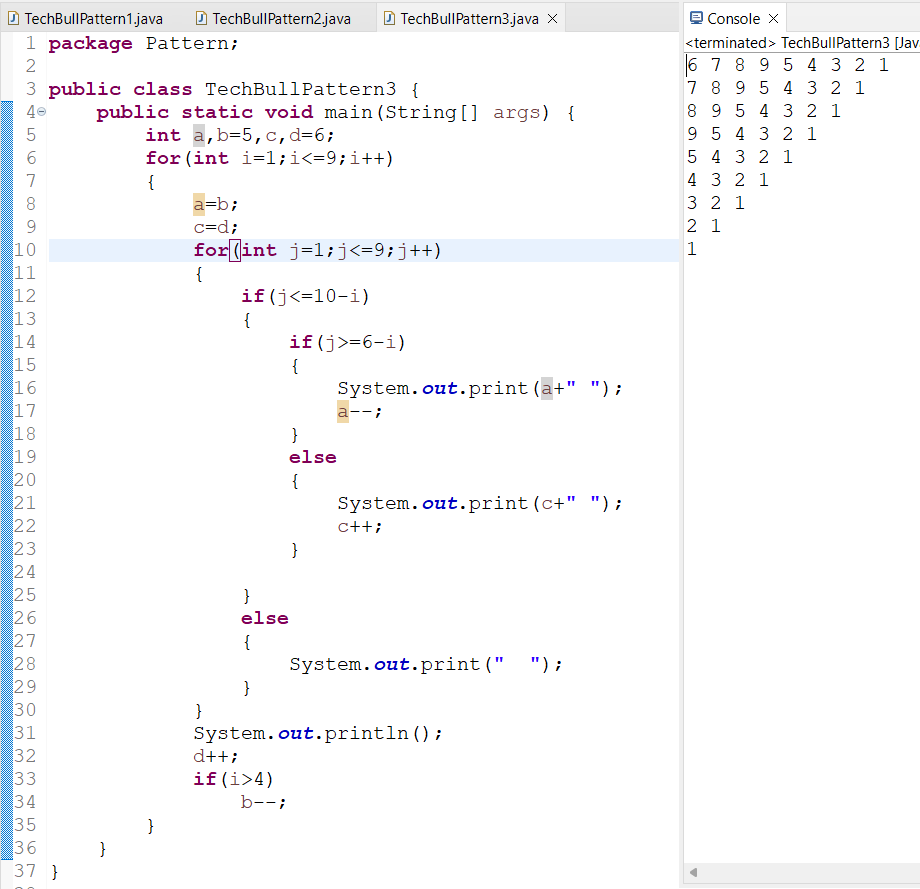 TechBullPattern1.java TechBullPattern2.java TechBullPattern3.java
1 package Pattern;
2
3 public class TechBullPattern3 {
4 public static void main(String[] args) {
5 int a,b=5,c,d=6;
6 for(int i=1;i<=9;i++)
7 {
8 a=b;
9 c=d;
10 for(int j=1;j<=9;j++)
11 {
12 if(j<=10-i)
13 {
14 if(j>=6-i)
15 {
16 System.out.print(a+" ");
17 a--;
18 }
19 else
20 {
21 System.out.print(c+" ");
22 c++;
23 }
24
25 }
26 else
27 {
28 System.out.print("  ");
29 }
30 }
31 System.out.println();
32 d++;
33 if(i>4)
34 b--;
35 }
36 }
37 }
Console
<terminated> TechBullPattern3 [Jav
6 7 8 9 5 4 3 2 1
7 8 9 5 4 3 2 1
8 9 5 4 3 2 1
9 5 4 3 2 1
5 4 3 2 1
4 3 2 1
3 2 1
2 1
1